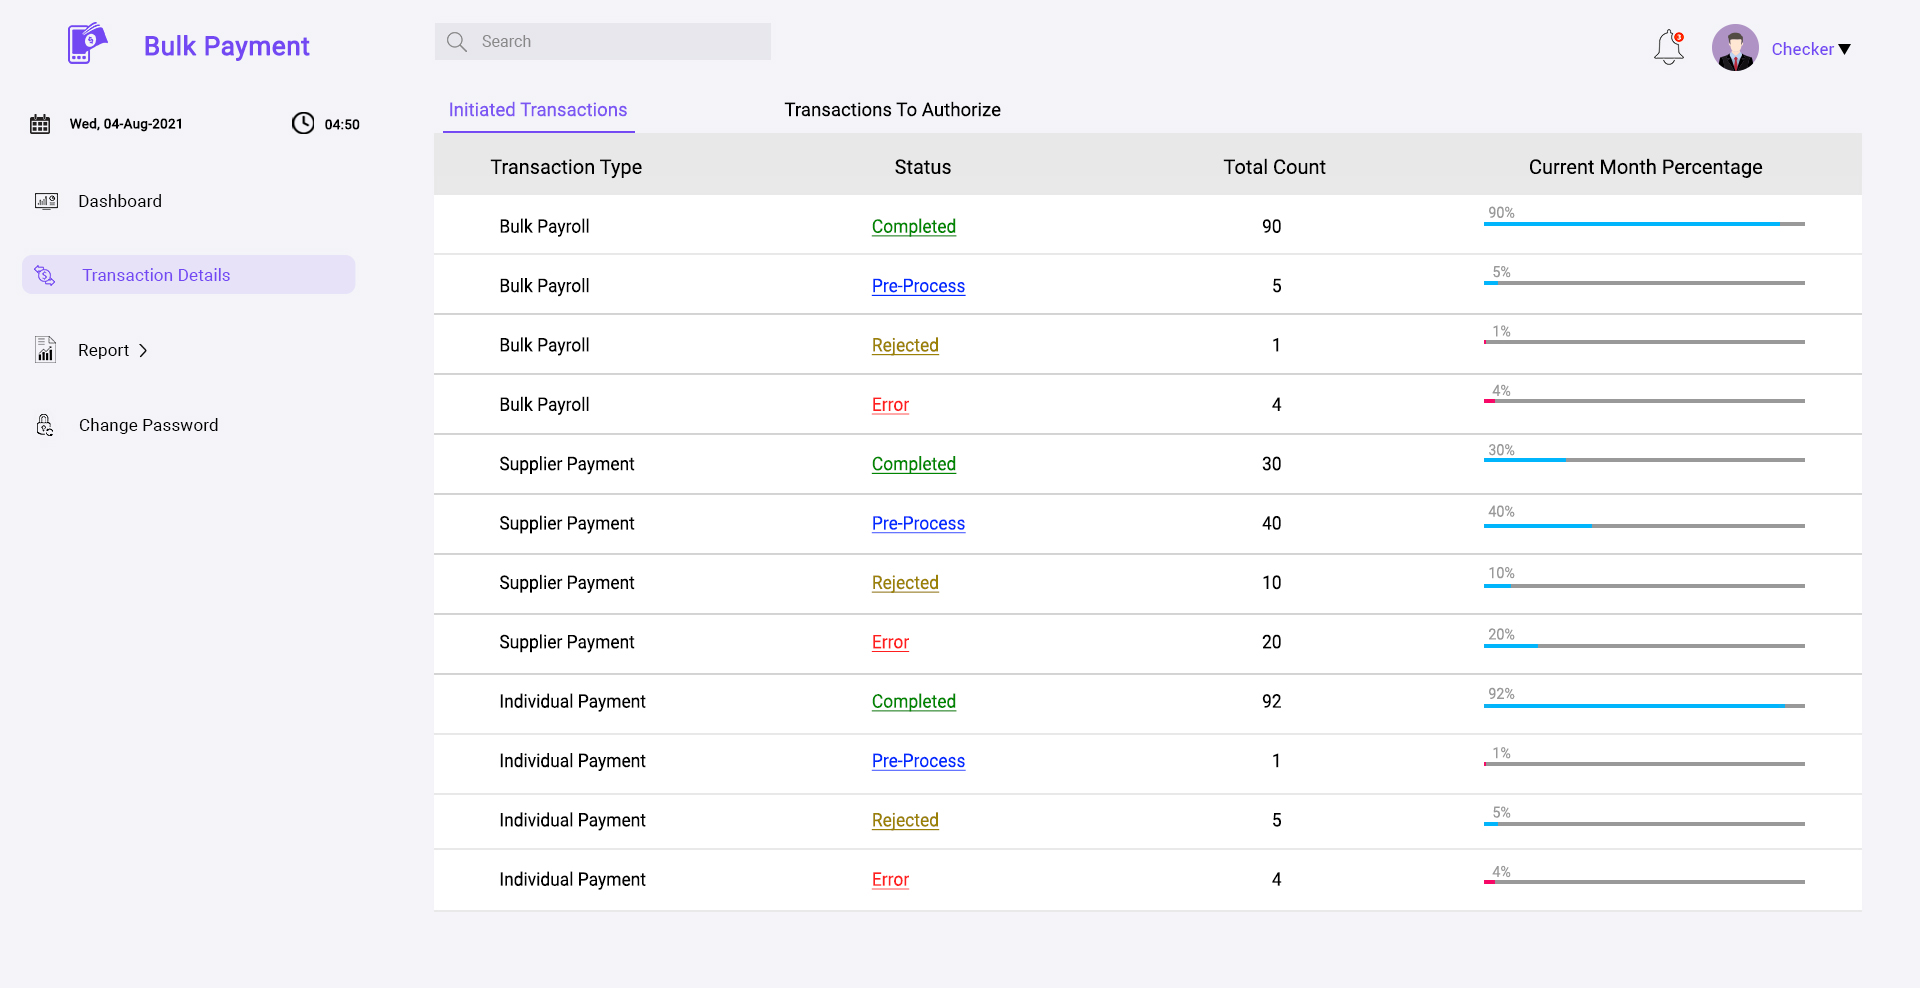 Bulk Payment
Search
3
Checker
Wed, 04-Aug-2021 04:50
Dashboard
Transaction Details
Report
Change Password
Initiated Transactions Transactions To Authorize
Transaction Type Status Total Count Current Month Percentage
Bulk Payroll Completed 90 90%
Bulk Payroll Pre-Process 5 5%
Bulk Payroll Rejected 1 1%
Bulk Payroll Error 4 4%
Supplier Payment Completed 30 30%
Supplier Payment Pre-Process 40 40%
Supplier Payment Rejected 10 10%
Supplier Payment Error 20 20%
Individual Payment Completed 92 92%
Individual Payment Pre-Process 1 1%
Individual Payment Rejected 5 5%
Individual Payment Error 4 4%